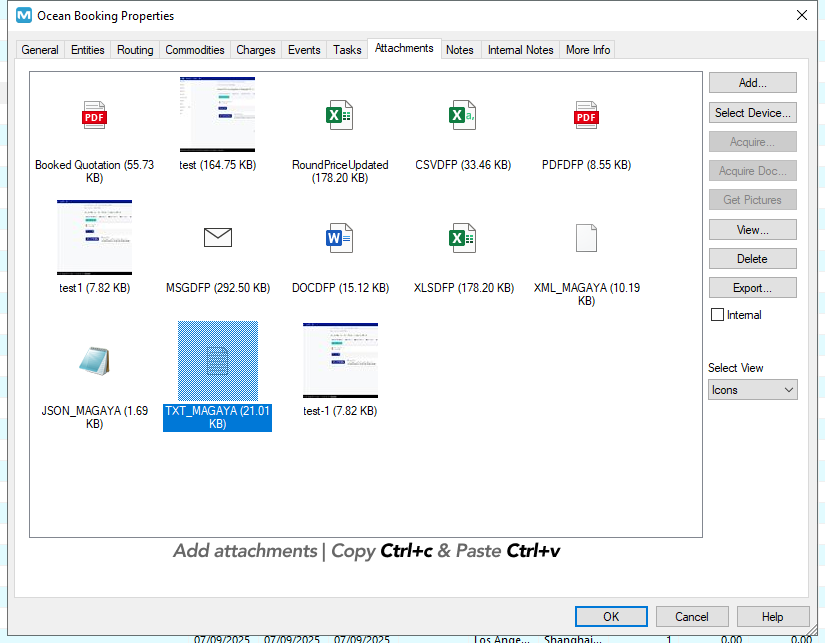 Ocean Booking Properties
General Entities Routing Commodities Charges Events Tasks Attachments Notes Internal Notes More Info
Add...
Select Device...
Acquire...
Acquire Doc...
Get Pictures
View...
Delete
Export...
Internal
Select View
Icons
PDF PDF
Booked Quotation (55.73 KB)
test (164.75 KB)
RoundPriceUpdated (178.20 KB)
CSVDFP (33.46 KB)
PDFDFP (8.55 KB)
test1 (7.82 KB)
MSGDFP (292.50 KB)
DOCDFP (15.12 KB)
XLSDFP (178.20 KB)
XML_MAGAYA (10.19 KB)
JSON_MAGAYA (1.69 KB)
TXT_MAGAYA (21.01 KB)
test-1 (7.82 KB)
Add attachments | Copy Ctrl+c & Paste Ctrl+v
OK Cancel Help
07/09/2025 07/09/2025 07/09/2025 Los Ange... Shanghai... 1 0.00 0.00